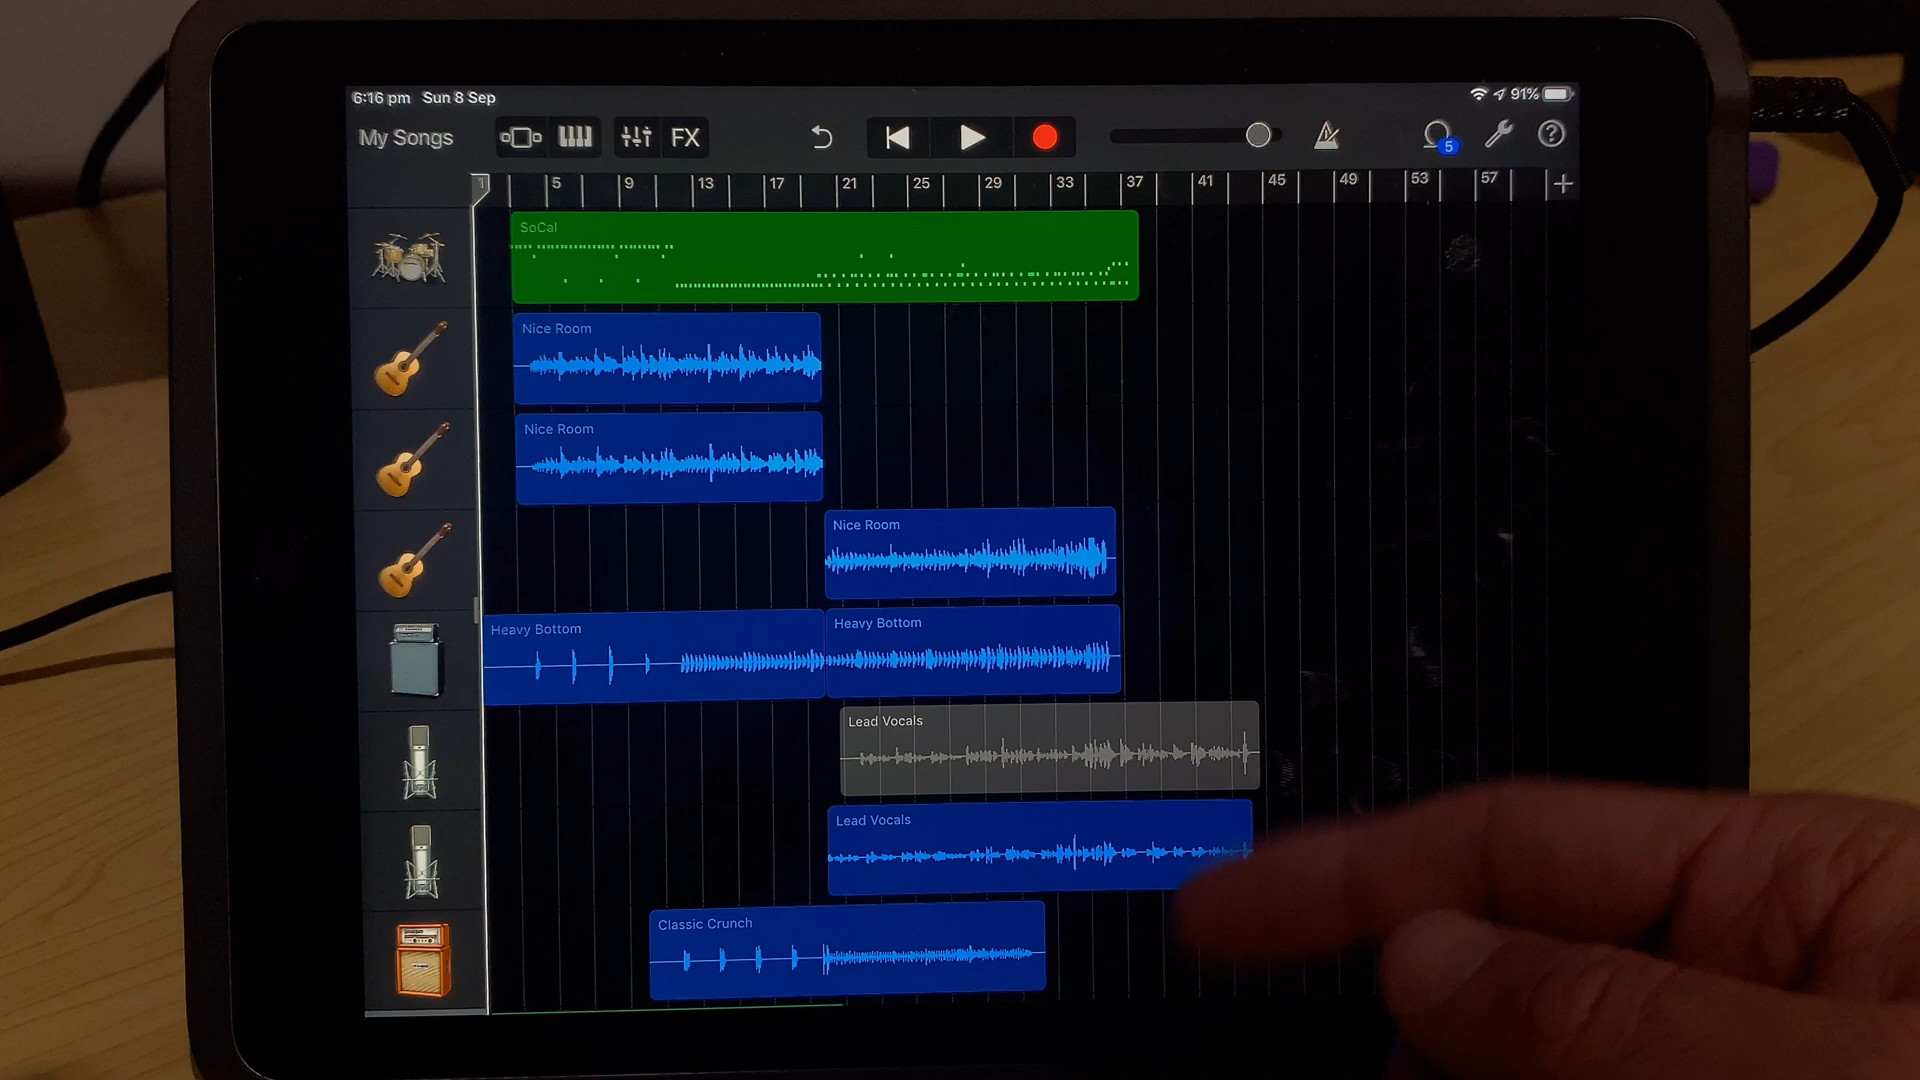 6:16 pm Sun 8 Sep 91%
My Songs FX 5 ?
1 5 9 13 17 21 25 29 33 37 41 45 49 53 57 +
SoCal
Nice Room
Nice Room
Nice Room
Heavy Bottom Heavy Bottom
Lead Vocals
Lead Vocals
Classic Crunch